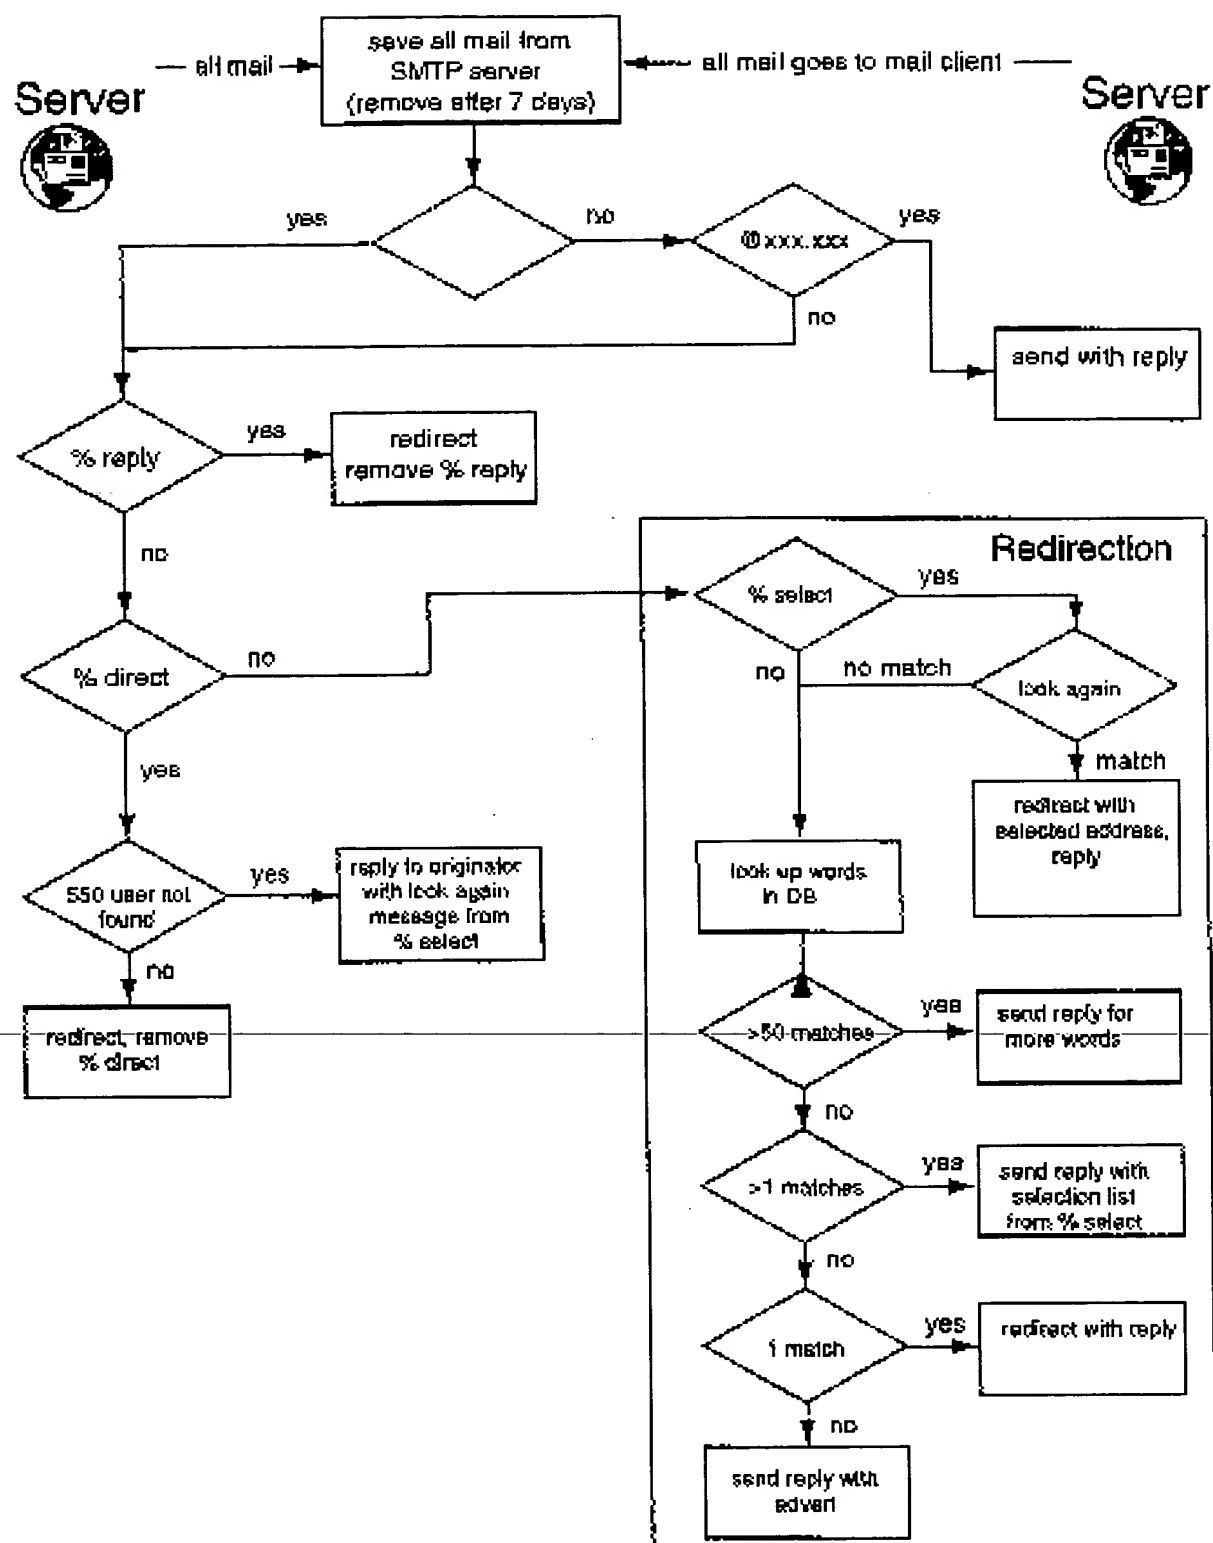 save all mail from
SMTP server
(remove after 7 days)
all mail
all mail goes to mail client
Server
Server
yes
no
@xxx.xxx
yes
no
send with reply
% reply
yes
redirect
remove % reply
no
Redirection
% select
yes
% direct
no
no
no match
look again
match
yes
redirect with
selected address,
reply
550 user not
found
yes
reply to originator
with look again
message from
% select
look up words
in DB
no
redirect, remove
% direct
>50 matches
yes
send reply for
more words
no
>1 matches
yes
send reply with
selection list
from % select
no
1 match
yes
redirect with reply
no
send reply with
advert